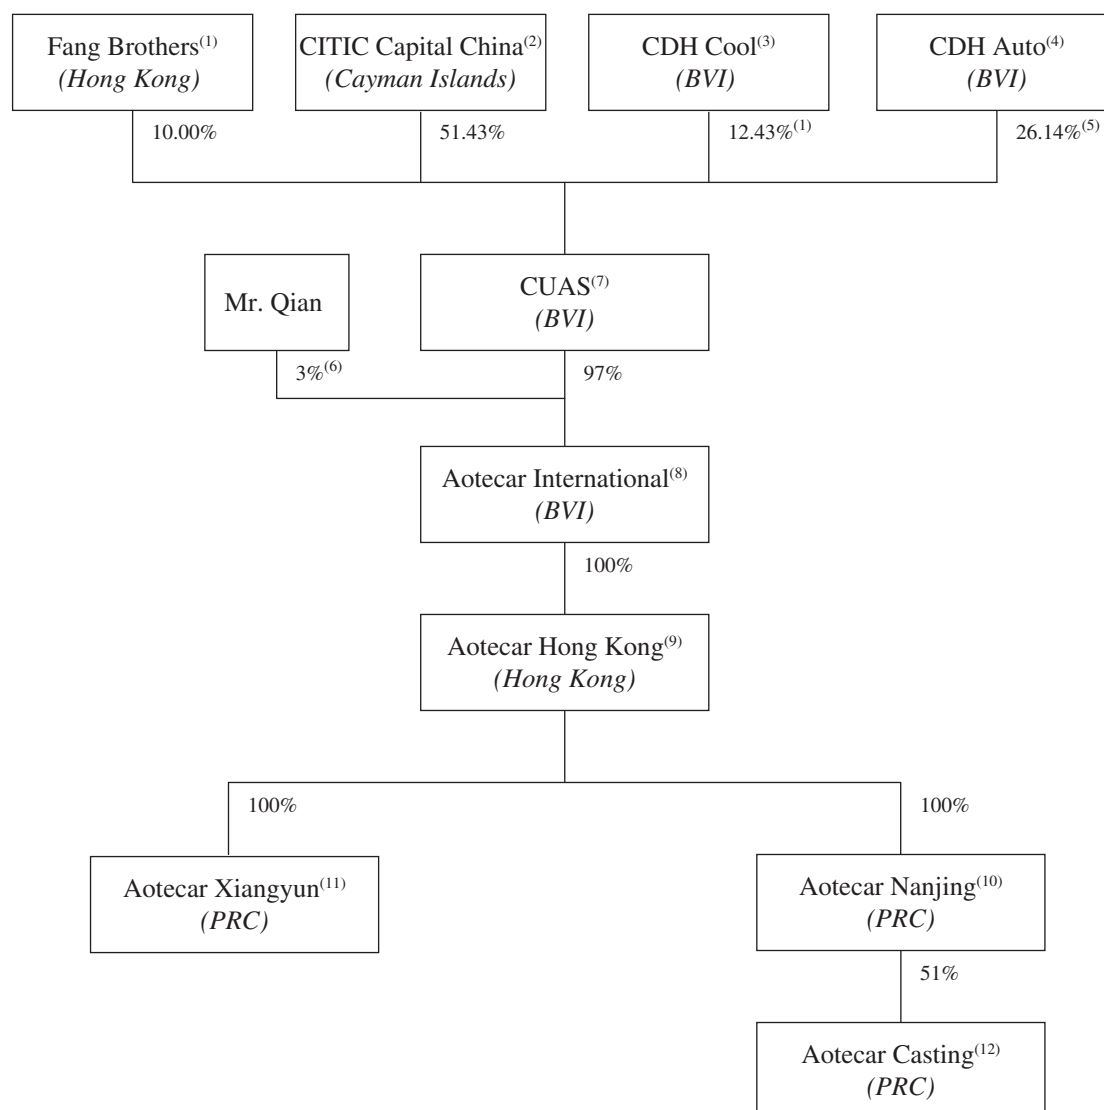 Fang Brothers(1)
(Hong Kong)
CITIC Capital China(2)
(Cayman Islands)
CDH Cool(3)
(BVI)
CDH Auto(4)
(BVI)
10.00%
51.43%
12.43%(1)
26.14%(5)
Mr. Qian
CUAS(7)
(BVI)
3%(6)
97%
Aotecar International(8)
(BVI)
100%
Aotecar Hong Kong(9)
(Hong Kong)
100%
100%
Aotecar Xiangyun(11)
(PRC)
Aotecar Nanjing(10)
(PRC)
51%
Aotecar Casting(12)
(PRC)